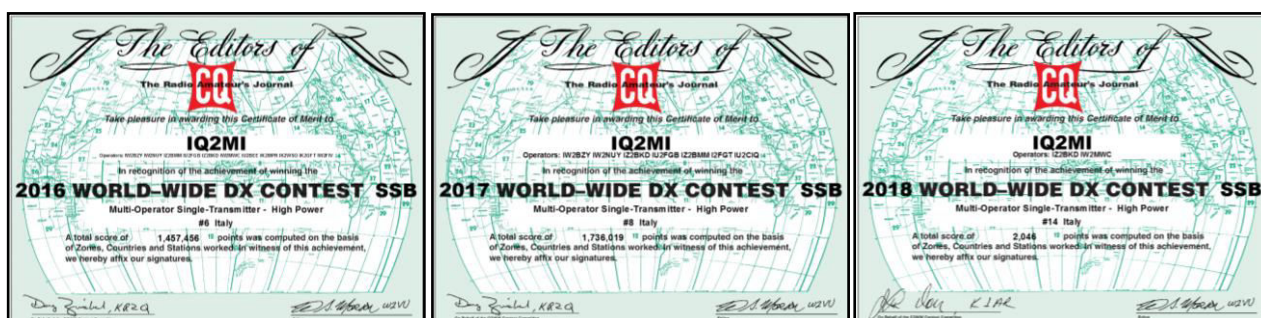 The Editors of
CQ
The Radio Amateur's Journal
Take pleasure in awarding this Certificate of Merit to
IQ2MI
In recognition of the achievement of winning the
2016 WORLD–WIDE DX CONTEST SSB
Multi-Operator Single-Transmitter - High Power
#6 Italy
A total score of 1,457,456 points was computed on the basis
of Zones, Countries and Stations worked. In witness of this achievement,
we hereby affix our signatures.
K2ZQ
W2VU
The Editors of
CQ
The Radio Amateur's Journal
Take pleasure in awarding this Certificate of Merit to
IQ2MI
Operators: IW2BZY IW2NUY IZ2BKD IU2FGB IZ2BMM I2FGT IU2CIQ
In recognition of the achievement of winning the
2017 WORLD–WIDE DX CONTEST SSB
Multi-Operator Single-Transmitter - High Power
#8 Italy
A total score of 1,736,019 points was computed on the basis
of Zones, Countries and Stations worked. In witness of this achievement,
we hereby affix our signatures.
W2VU
The Editors of
CQ
The Radio Amateur's Journal
Take pleasure in awarding this Certificate of Merit to
IQ2MI
Operators: IZ2BKD IW2MWC
In recognition of the achievement of winning the
2018 WORLD–WIDE DX CONTEST SSB
Multi-Operator Single-Transmitter - High Power
#14 Italy
A total score of 2,046 points was computed on the basis
of Zones, Countries and Stations worked. In witness of this achievement,
we hereby affix our signatures.
K1AR
W2VU